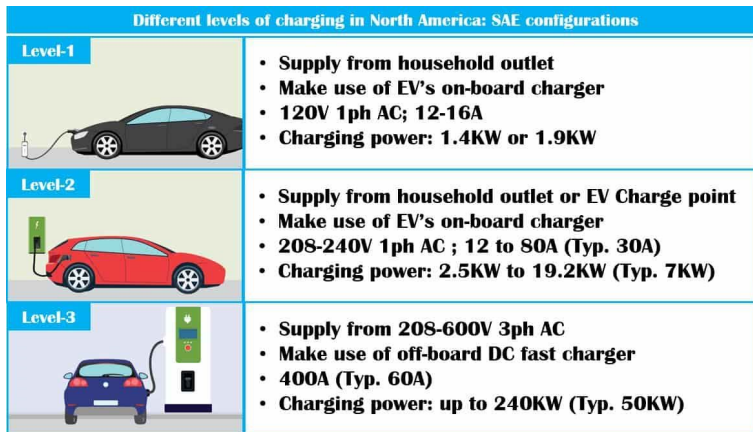 Different levels of charging in North America: SAE configurations
Level-1
• Supply from household outlet
• Make use of EV's on-board charger
• 120V 1ph AC; 12-16A
• Charging power: 1.4KW or 1.9KW
Level-2
• Supply from household outlet or EV Charge point
• Make use of EV's on-board charger
• 208-240V 1ph AC ; 12 to 80A (Typ. 30A)
• Charging power: 2.5KW to 19.2KW (Typ. 7KW)
Level-3
• Supply from 208-600V 3ph AC
• Make use of off-board DC fast charger
• 400A (Typ. 60A)
• Charging power: up to 240KW (Typ. 50KW)